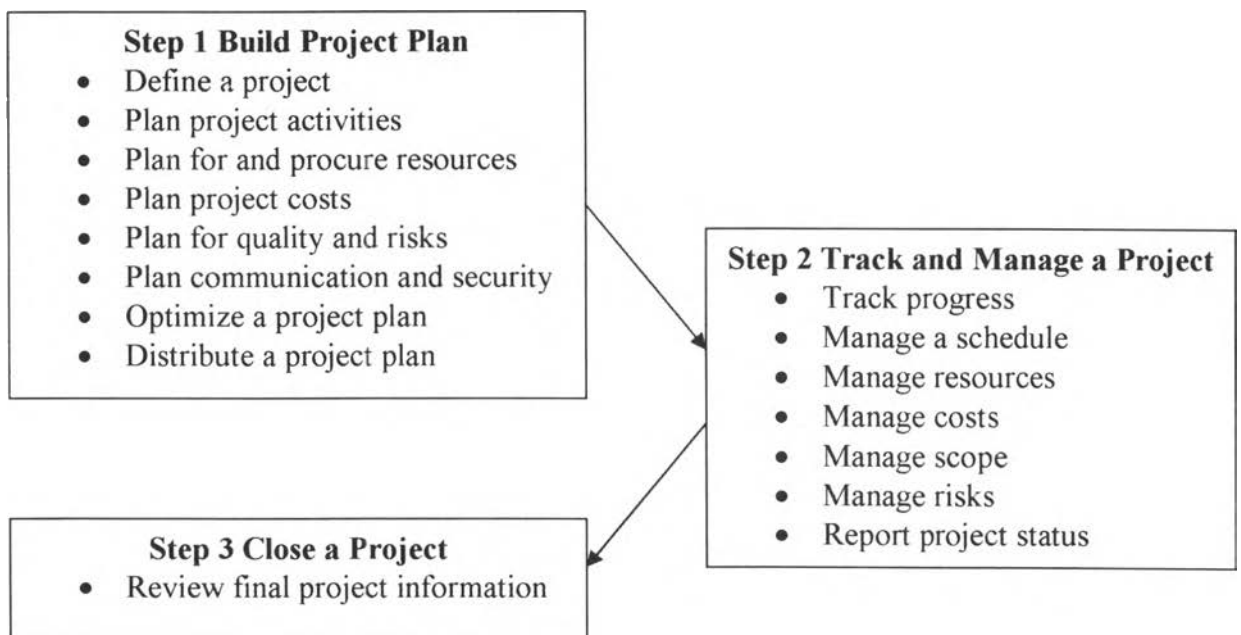 Step 1 Build Project Plan
• Define a project
• Plan project activities
• Plan for and procure resources
• Plan project costs
• Plan for quality and risks
• Plan communication and security
• Optimize a project plan
• Distribute a project plan
Step 2 Track and Manage a Project
• Track progress
• Manage a schedule
• Manage resources
• Manage costs
• Manage scope
• Manage risks
• Report project status
Step 3 Close a Project
• Review final project information